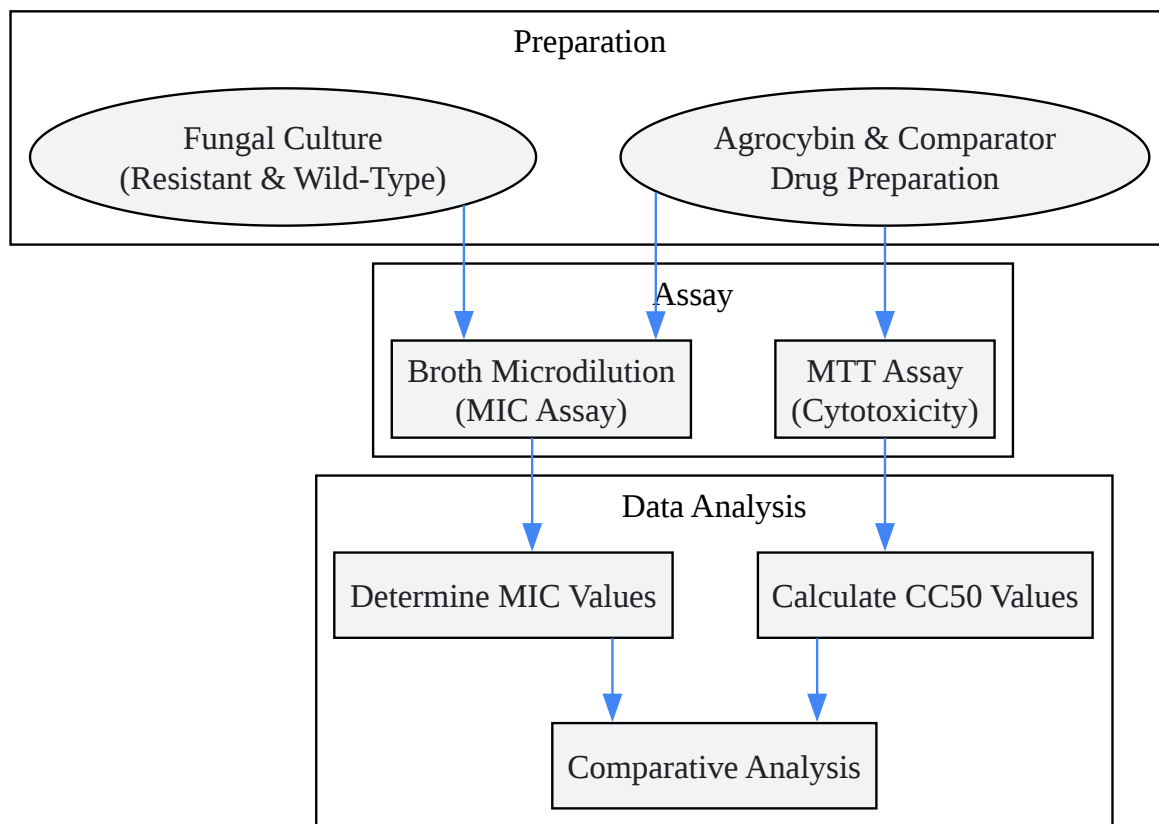 Preparation
Fungal Culture
(Resistant & Wild-Type)
Agrocybin & Comparator
Drug Preparation
Assay
Broth Microdilution
(MIC Assay)
MTT Assay
(Cytotoxicity)
Data Analysis
Determine MIC Values
Calculate CC50 Values
Comparative Analysis